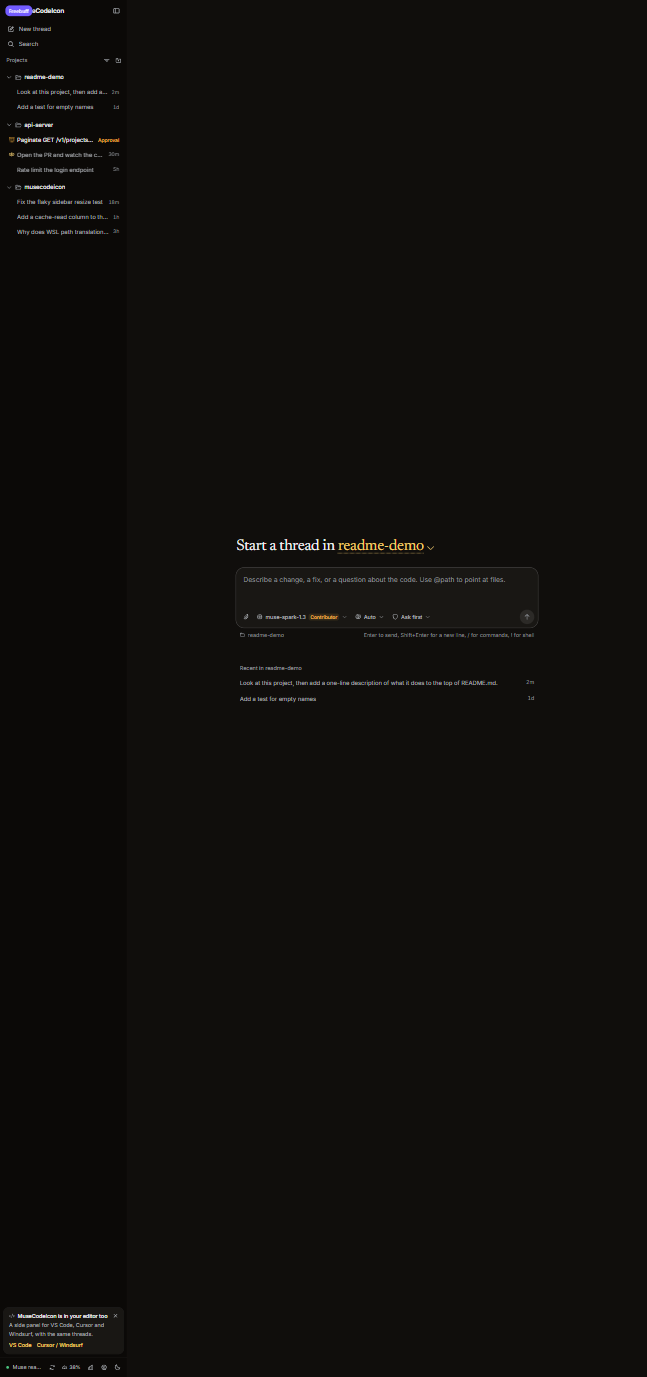 eCodeIcon
New thread
Search
Projects
readme-demo
Look at this project, then add a... 2m
Add a test for empty names 1d
api-server
Paginate GET /v1/projects... Approval
Open the PR and watch the c... 30m
Rate limit the login endpoint 5h
musecodeicon
Fix the flaky sidebar resize test 18m
Add a cache-read column to th... 1h
Why does WSL path translation... 3h
Start a thread in readme-demo
Describe a change, a fix, or a question about the code. Use @path to point at files.
muse-spark-1.3 Contributor Auto Ask first
readme-demo Enter to send, Shift+Enter for a new line, / for commands, ! for shell
Recent in readme-demo
Look at this project, then add a one-line description of what it does to the top of README.md. 2m
Add a test for empty names 1d
MuseCodeIcon is in your editor too
A side panel for VS Code, Cursor and
Windsurf, with the same threads.
VS Code Cursor / Windsurf
Muse rea... 36%